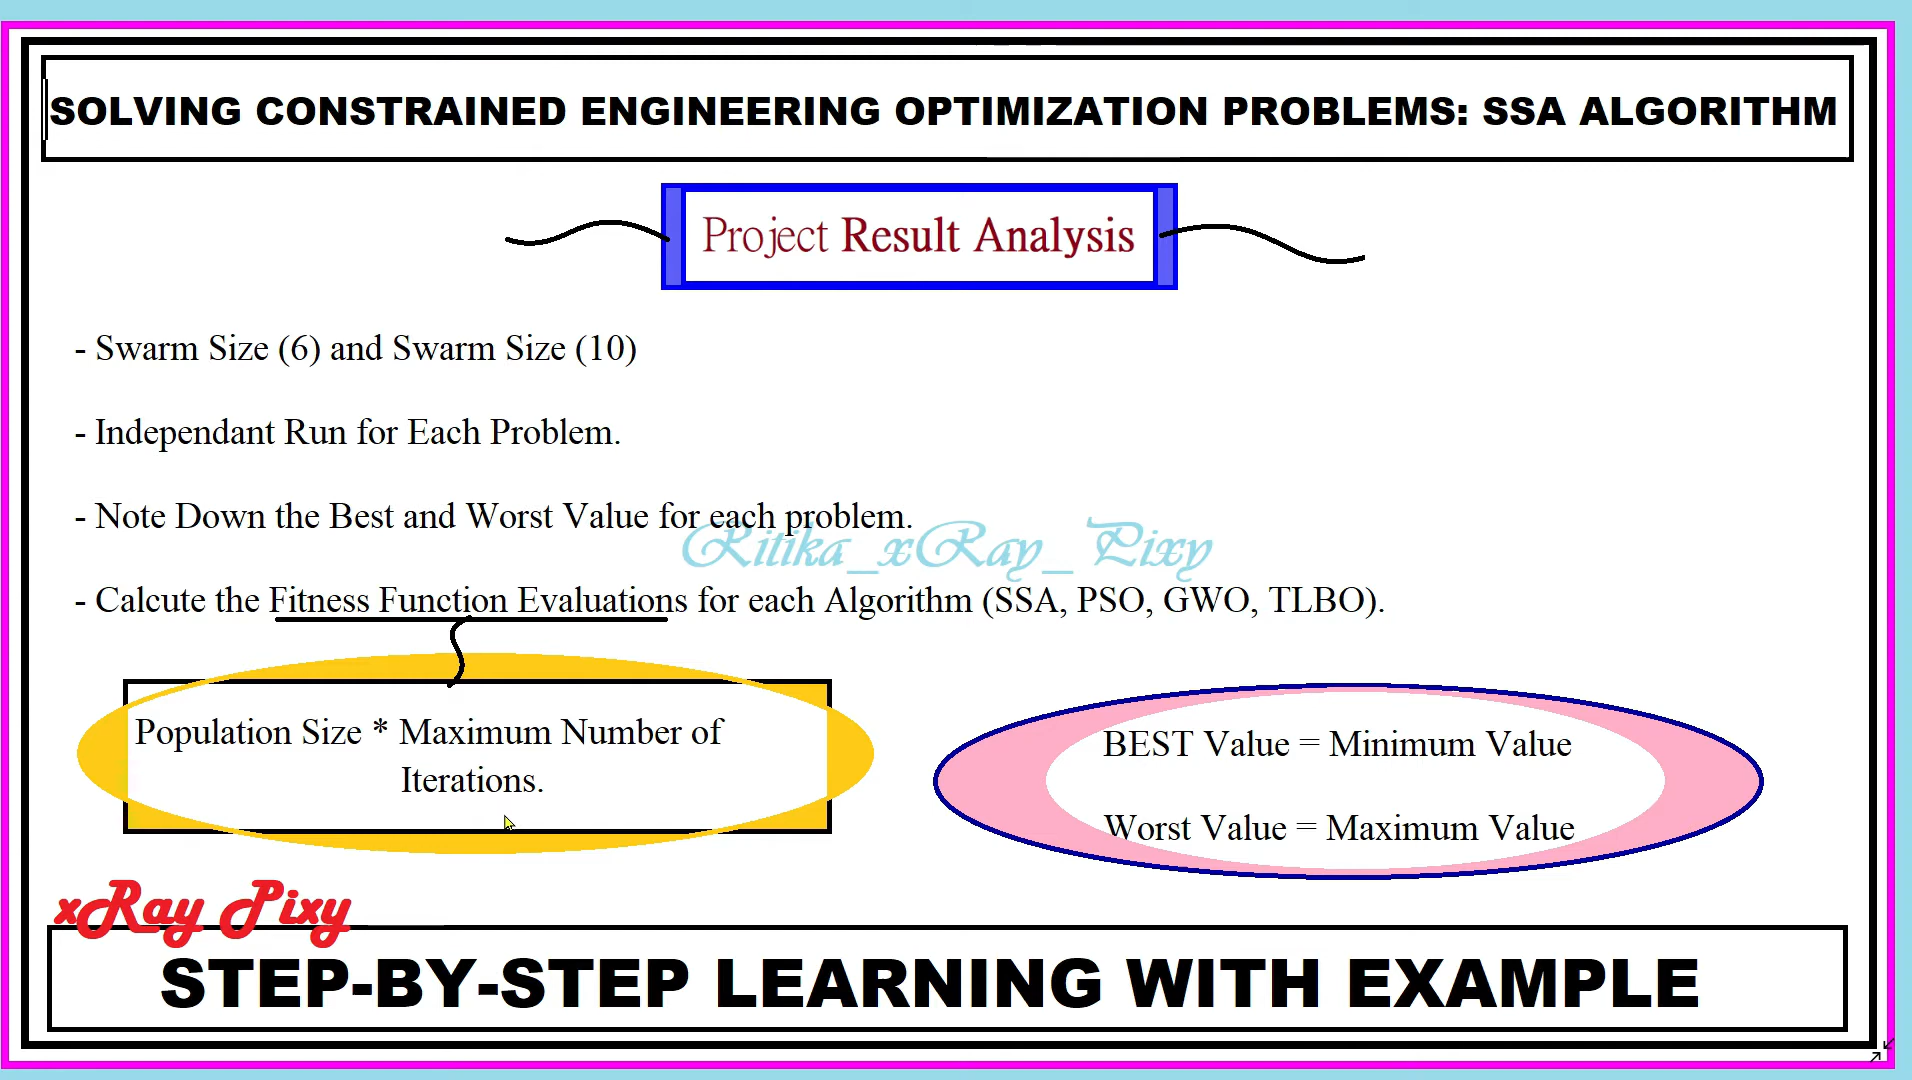 SOLVING CONSTRAINED ENGINEERING OPTIMIZATION PROBLEMS: SSA ALGORITHM
Project Result Analysis
- Swarm Size (6) and Swarm Size (10)
- Independant Run for Each Problem.
- Note Down the Best and Worst Value for each problem.
Ritika_xRay_Pixy
- Calcute the Fitness Function Evaluations for each Algorithm (SSA, PSO, GWO, TLBO).
Population Size * Maximum Number of
Iterations.
BEST Value = Minimum Value
Worst Value = Maximum Value
xRay Pixy
STEP-BY-STEP LEARNING WITH EXAMPLE